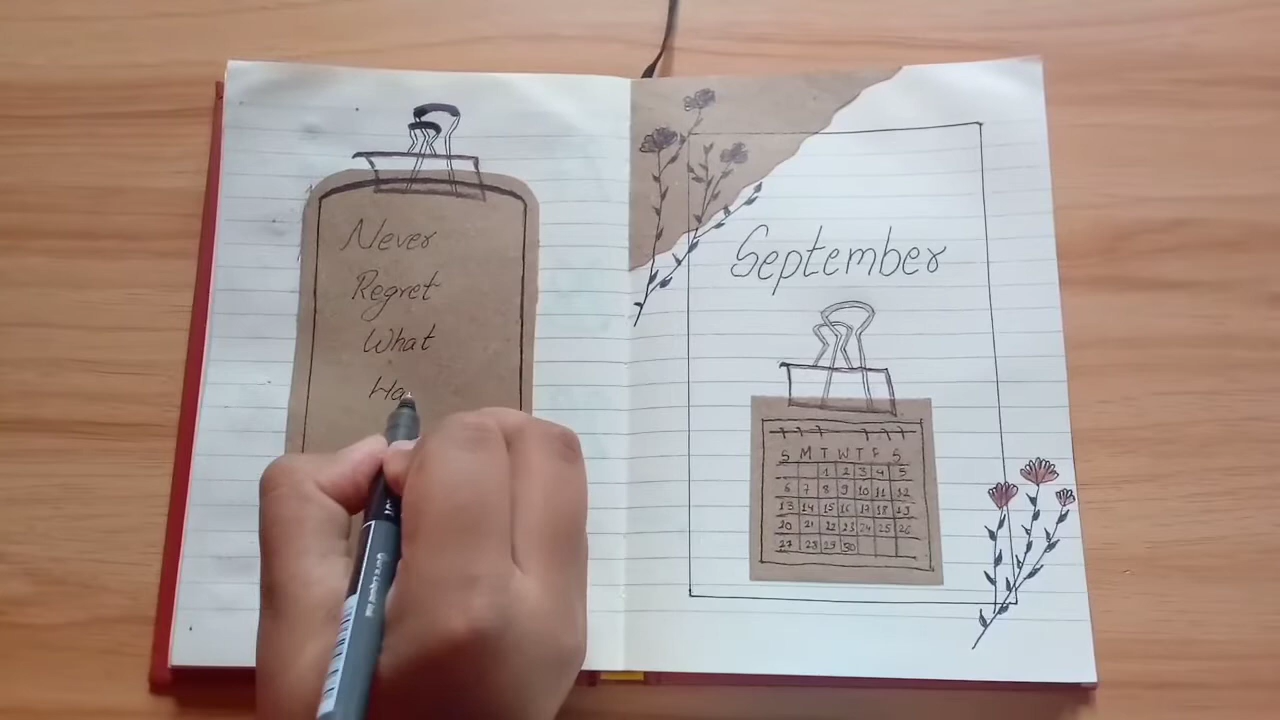 Never
Regret
What
Ha
September
S M T W T F S
1 2 3 4 5
6 7 8 9 10 11 12
13 14 15 16 17 18 19
20 21 22 23 24 25 26
27 28 29 30